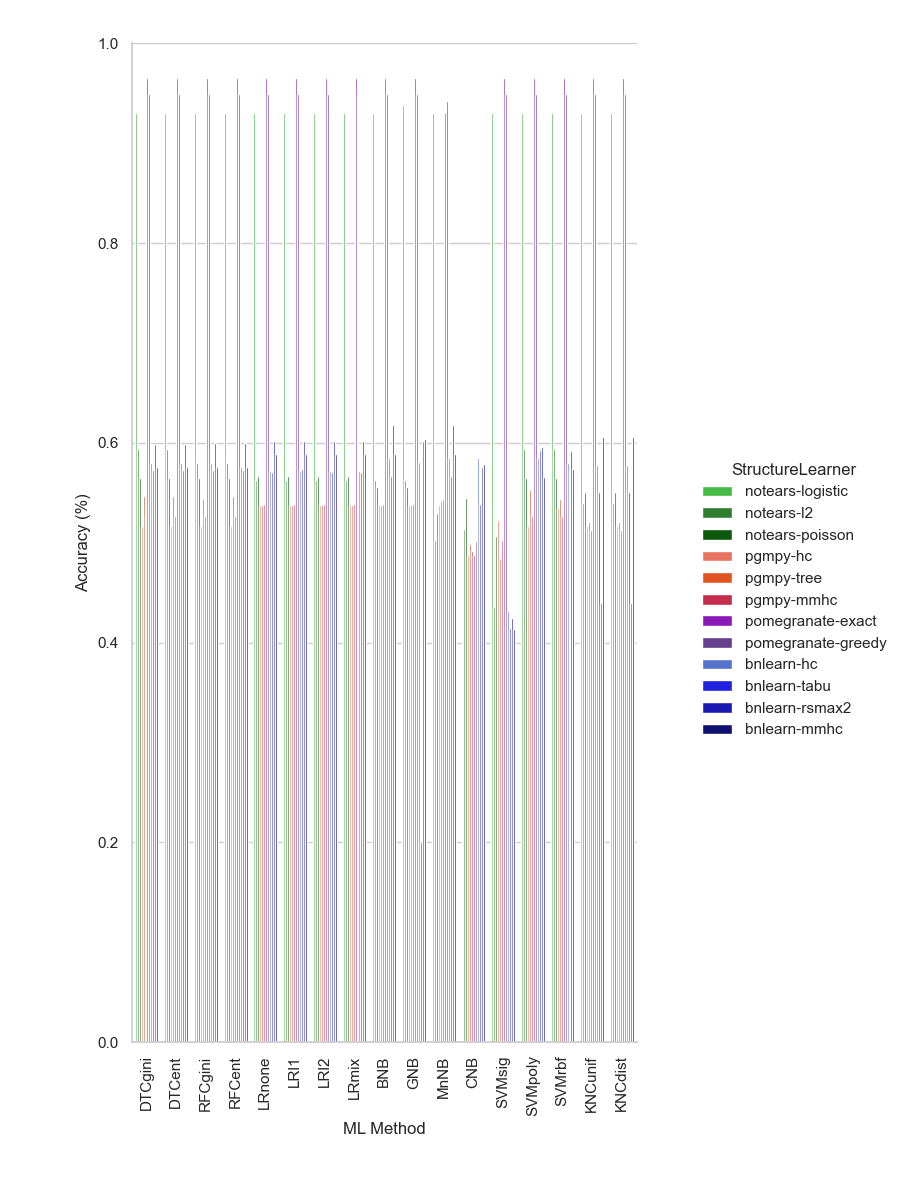 1.0
0.8
0.6
0.4
0.2
0.0
Accuracy (%)
DTCgini
DTCent
RFCgini
RFCent
LRnone
LRl1
LRl2
LRmix
BNB
GNB
MnNB
CNB
SVMsig
SVMpoly
SVMrbf
KNCunif
KNCdist
ML Method
StructureLearner
notears-logistic
notears-l2
notears-poisson
pgmpy-hc
pgmpy-tree
pgmpy-mmhc
pomegranate-exact
pomegranate-greedy
bnlearn-hc
bnlearn-tabu
bnlearn-rsmax2
bnlearn-mmhc